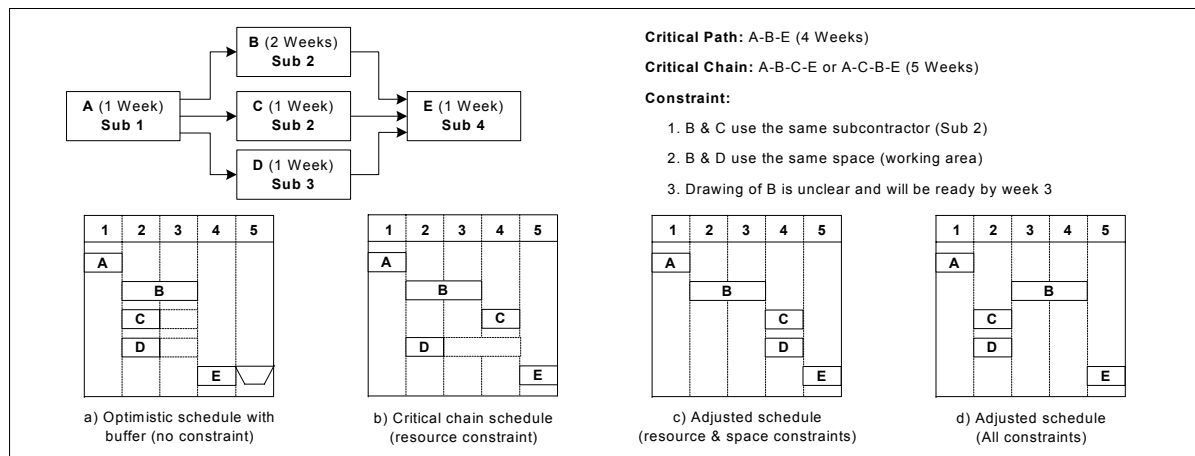 B (2 Weeks)
Sub 2
A (1 Week)
Sub 1
C (1 Week)
Sub 2
E (1 Week)
Sub 4
D (1 Week)
Sub 3
Critical Path: A-B-E (4 Weeks)
Critical Chain: A-B-C-E or A-C-B-E (5 Weeks)
Constraint:
1. B & C use the same subcontractor (Sub 2)
2. B & D use the same space (working area)
3. Drawing of B is unclear and will be ready by week 3
1 2 3 4 5
A
B
C
D
E
a) Optimistic schedule with
buffer (no constraint)
1 2 3 4 5
A
B
C
D
E
b) Critical chain schedule
(resource constraint)
1 2 3 4 5
A
B
C
D
E
c) Adjusted schedule
(resource & space constraints)
1 2 3 4 5
A
B
C
D
E
d) Adjusted schedule
(All constraints)